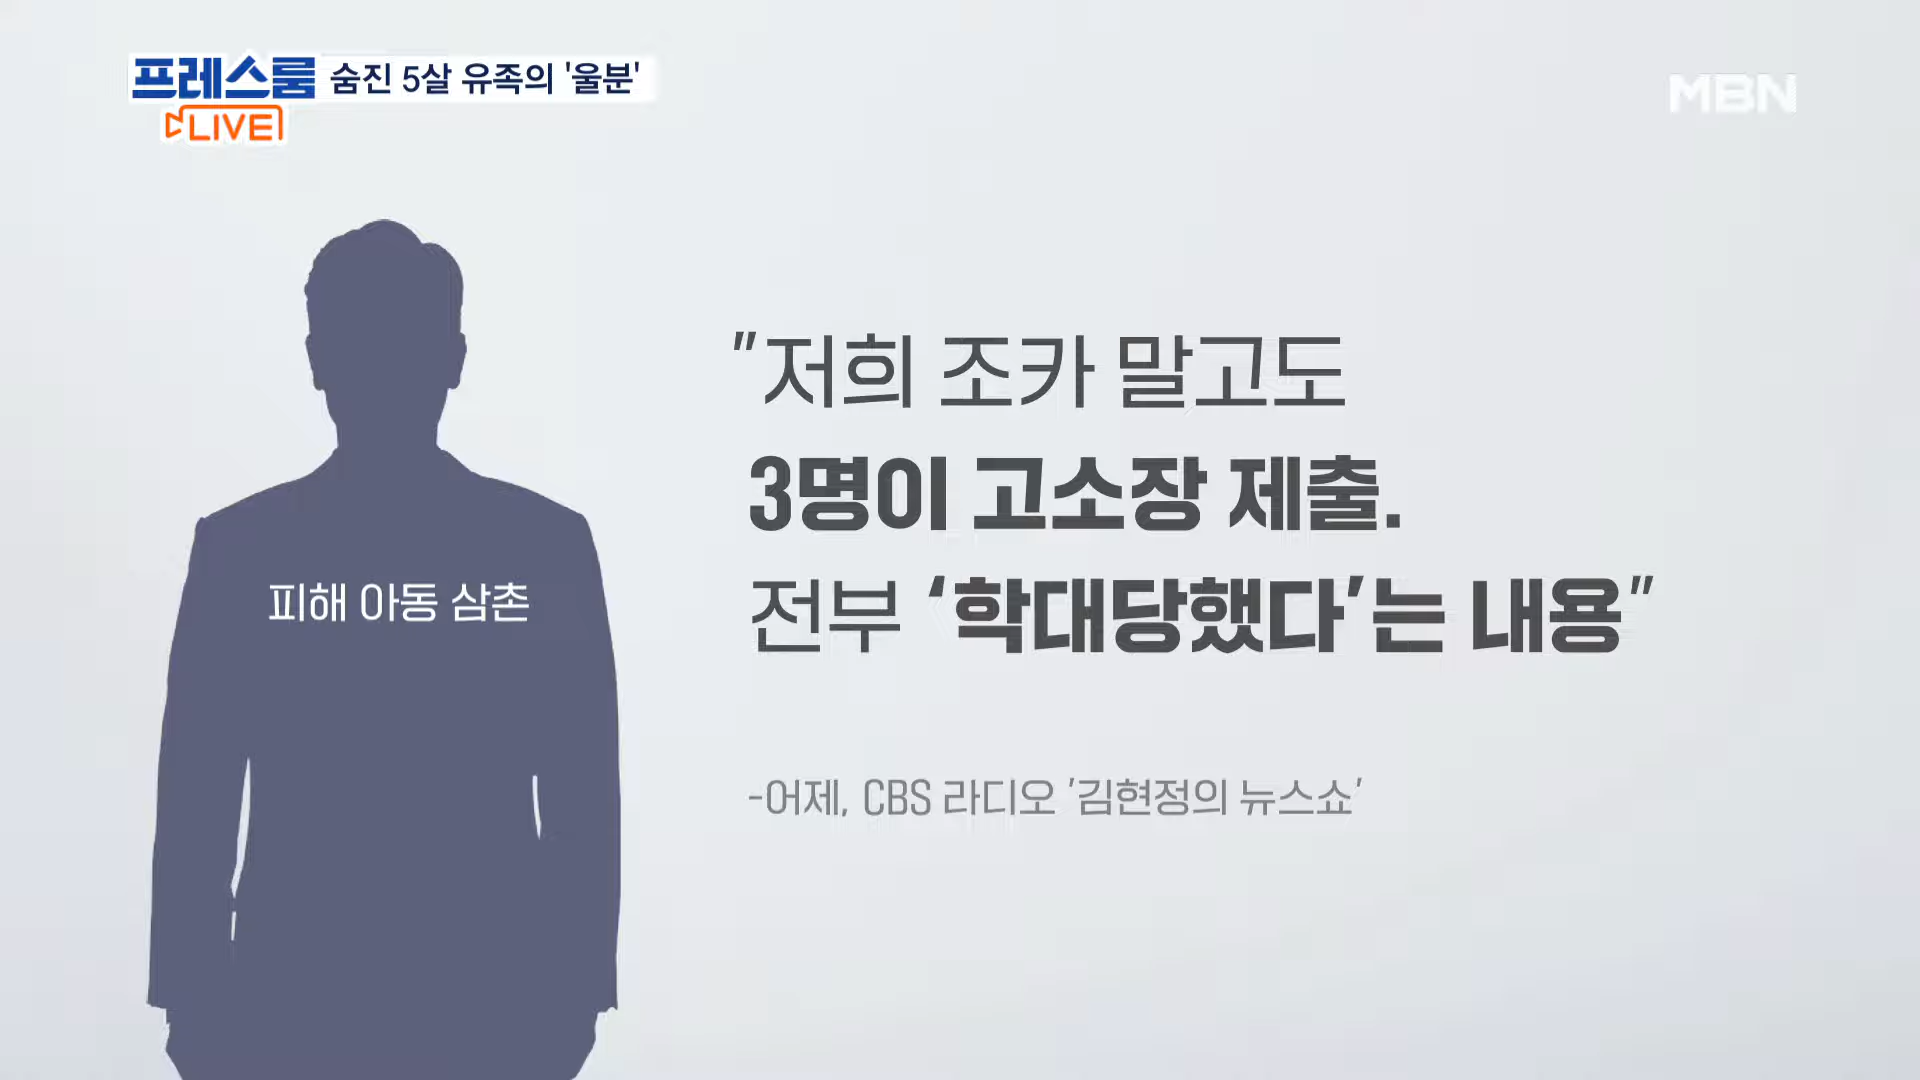 프레스룸 숨진 5살 유족의 '울분'
LIVE
MBN
"저희 조카 말고도
3명이 고소장 제출.
전부 '학대당했다'는 내용"
피해 아동 삼촌
-어제, CBS 라디오 '김현정의 뉴스쇼'